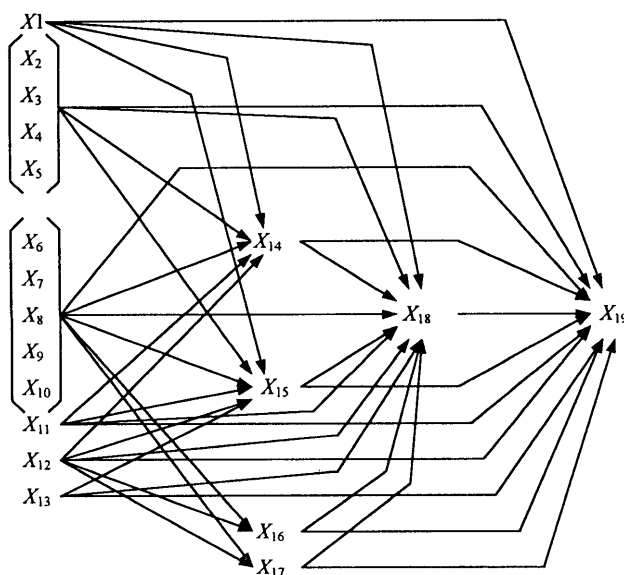 X1
X₂
X₃
X₄
X₅
X₆
X₇
X₈
X₉
X₁₀
X₁₁
X₁₂
X₁₃
X₁₄
X₁₅
X₁₆
X₁₇
X₁₈
X₁₉